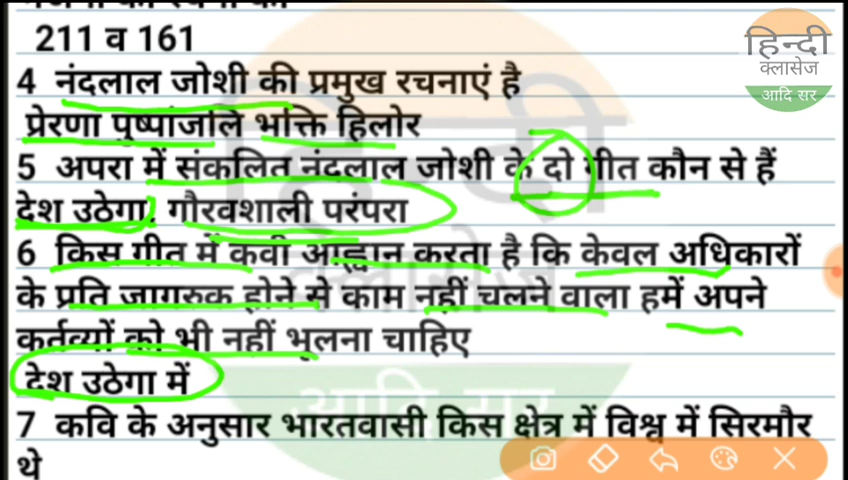 211 व 161
हिन्दी
क्लासेज
आदि सर
4 नंदलाल जोशी की प्रमुख रचनाएं है
प्रेरणा पुष्पांजलि भक्ति हिलोर
5 अपरा में संकलित नंदलाल जोशी के दो गीत कौन से हैं
देश उठेगा, गौरवशाली परंपरा
6 किस गीत में कवी आह्वान करता है कि केवल अधिकारों
के प्रति जागरुक होने से काम नहीं चलने वाला हमें अपने
कर्तव्यों को भी नहीं भूलना चाहिए
देश उठेगा में
7 कवि के अनुसार भारतवासी किस क्षेत्र में विश्व में सिरमौर
थे
हिन्दी
क्लासेज
आदि सर